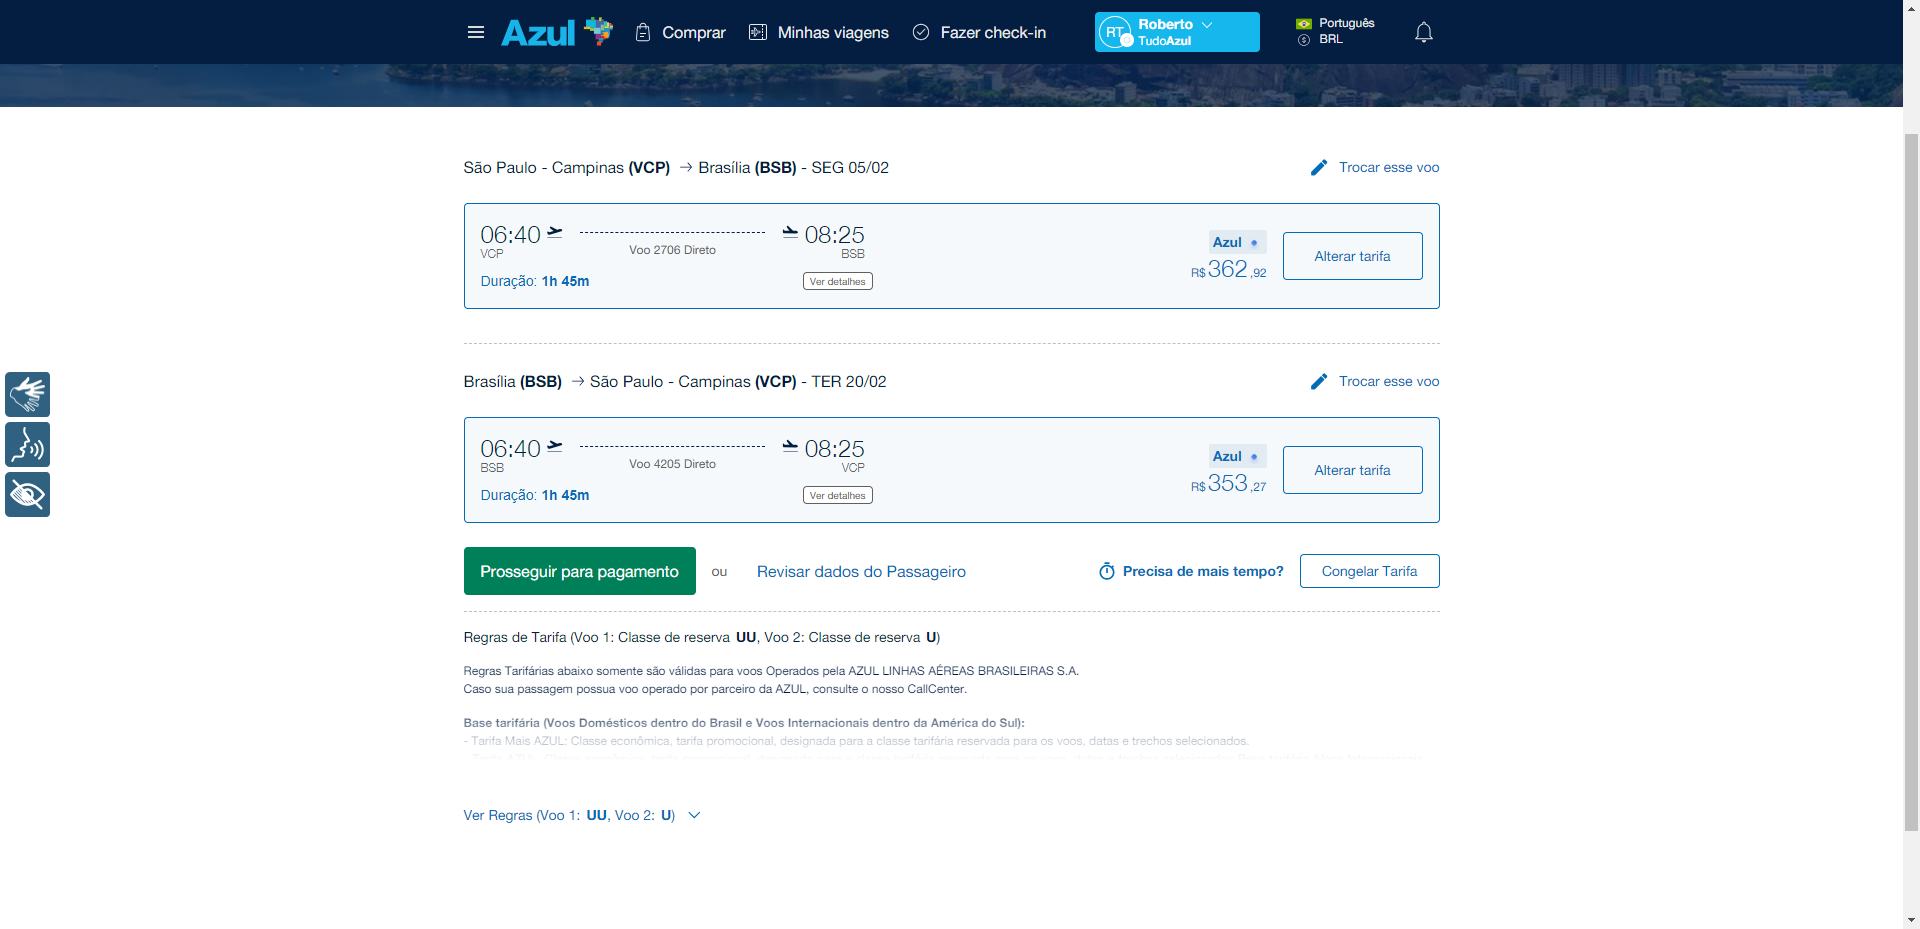 Azul
Comprar
Minhas viagens
Fazer check-in
RT
Roberto
TudoAzul
Português
BRL
São Paulo - Campinas (VCP) → Brasília (BSB) - SEG 05/02
Trocar esse voo
06:40
08:25
VCP
Voo 2706 Direto
BSB
Duração: 1h 45m
Ver detalhes
Azul
R$ 362 ,92
Alterar tarifa
Brasília (BSB) → São Paulo - Campinas (VCP) - TER 20/02
Trocar esse voo
06:40
08:25
BSB
Voo 4205 Direto
VCP
Duração: 1h 45m
Ver detalhes
Azul
R$ 353 ,27
Alterar tarifa
Prosseguir para pagamento
ou
Revisar dados do Passageiro
Precisa de mais tempo?
Congelar Tarifa
Regras de Tarifa (Voo 1: Classe de reserva UU, Voo 2: Classe de reserva U)
Regras Tarifárias abaixo somente são válidas para voos Operados pela AZUL LINHAS AÉREAS BRASILEIRAS S.A.
Caso sua passagem possua voo operado por parceiro da AZUL, consulte o nosso CallCenter.
Base tarifária (Voos Domésticos dentro do Brasil e Voos Internacionais dentro da América do Sul):
- Tarifa Mais AZUL: Classe econômica, tarifa promocional, designada para a classe tarifária reservada para os voos, datas e trechos selecionados.
Ver Regras (Voo 1: UU, Voo 2: U)